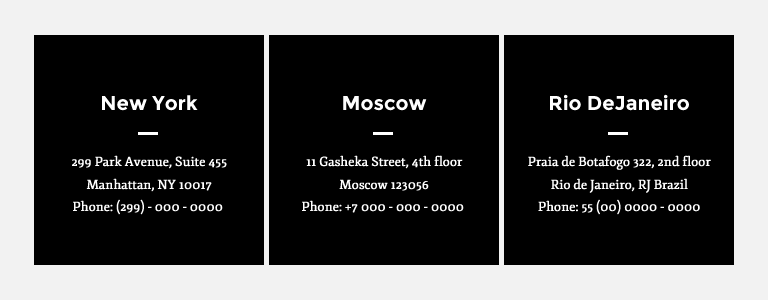 New York
299 Park Avenue, Suite 455
Manhattan, NY 10017
Phone: (299) - 000 - 0000
Moscow
11 Gasheka Street, 4th floor
Moscow 123056
Phone: +7 000 - 000 - 0000
Rio DeJaneiro
Praia de Botafogo 322, 2nd floor
Rio de Janeiro, RJ Brazil
Phone: 55 (00) 0000 - 0000